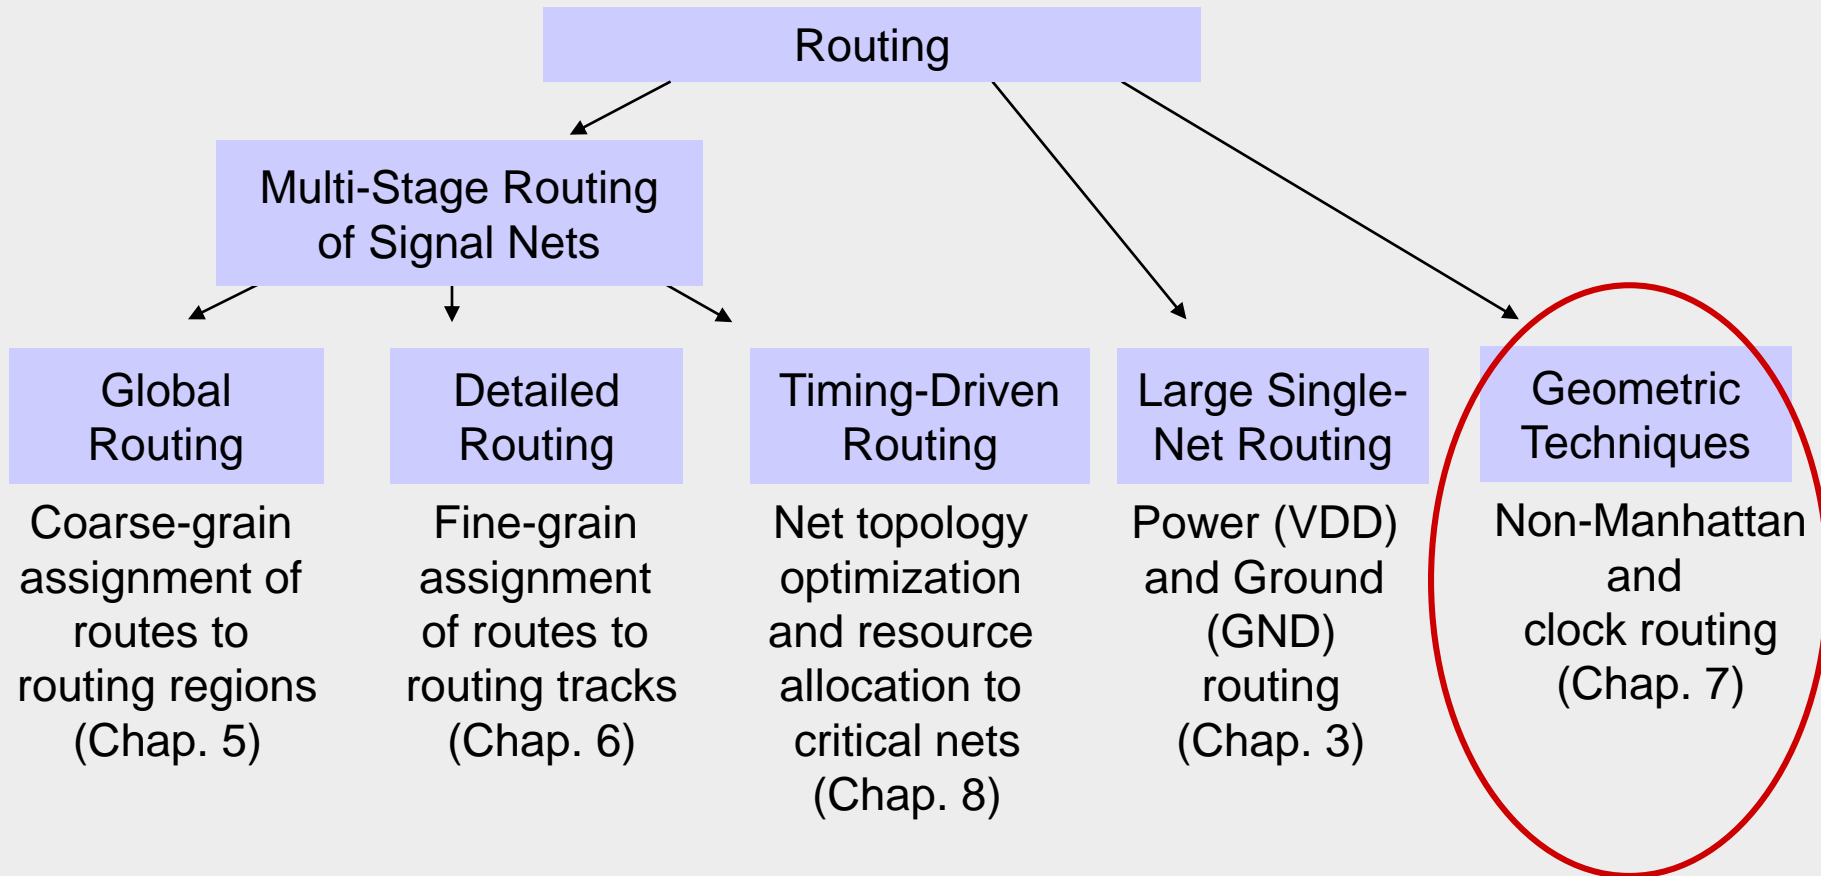 Routing
Multi-Stage Routing
of Signal Nets
Global
Routing
Coarse-grain
assignment of
routes to
routing regions
(Chap. 5)
Detailed
Routing
Fine-grain
assignment
of routes to
routing tracks
(Chap. 6)
Timing-Driven
Routing
Net topology
optimization
and resource
allocation to
critical nets
(Chap. 8)
Large Single-
Net Routing
Power (VDD)
and Ground
(GND)
routing
(Chap. 3)
Geometric
Techniques
Non-Manhattan
and
clock routing
(Chap. 7)